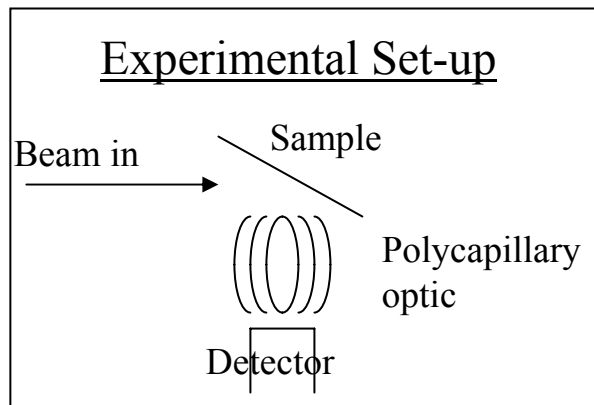 Experimental Set-up
Sample
Beam in
Polycapillary
optic
Detector